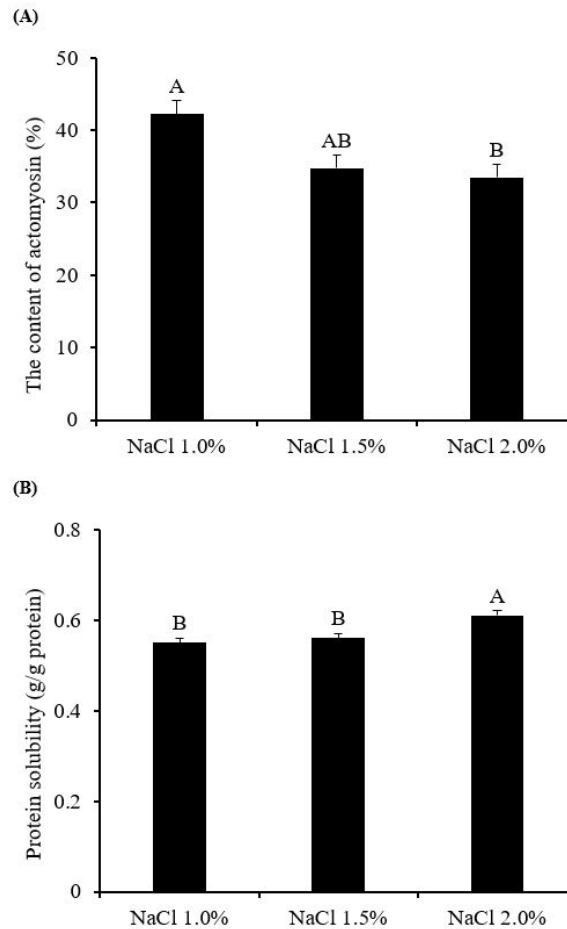 (A)
The content of actomyosin (%)
50
40
30
20
10
0
A
AB
B
NaCl 1.0%
NaCl 1.5%
NaCl 2.0%
(B)
Protein solubility (g/g protein)
0.8
0.6
0.4
0.2
0
B
B
A
NaCl 1.0%
NaCl 1.5%
NaCl 2.0%